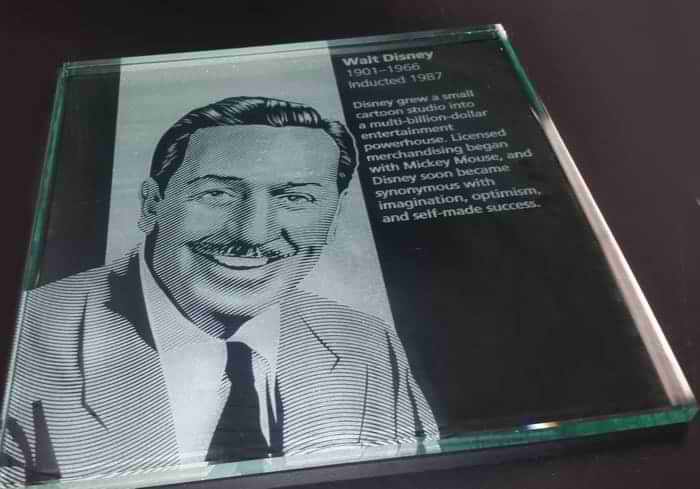 Walt Disney
1901–1966
Inducted 1987
Disney grew a small
cartoon studio into
a multi-billion-dollar
entertainment
powerhouse. Licensed
merchandising began
with Mickey Mouse, and
Disney soon became
synonymous with
imagination, optimism,
and self-made success.